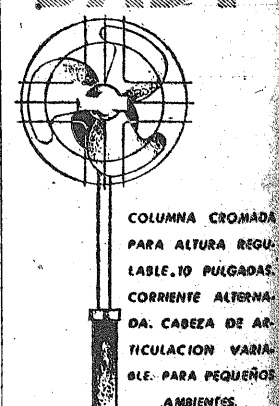 COLUMNA CROMADA
PARA ALTURA REGU-
LABLE.10 PULGADAS.
CORRIENTE ALTERNA-
DA. CABEZA DE AR-
TICULACION VARIA-
BLE. PARA PEQUEÑOS
AMBIENTES.